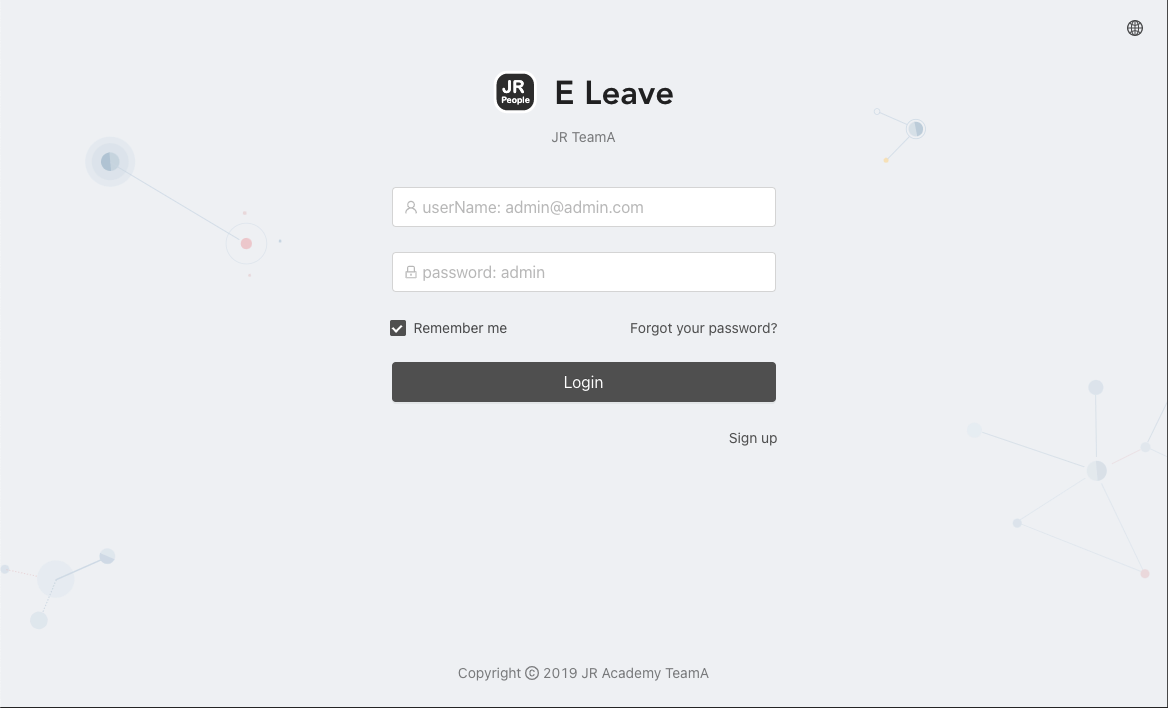 JR
People
E Leave
JR TeamA
userName: admin@admin.com
password: admin
Remember me
Forgot your password?
Login
Sign up
Copyright © 2019 JR Academy TeamA